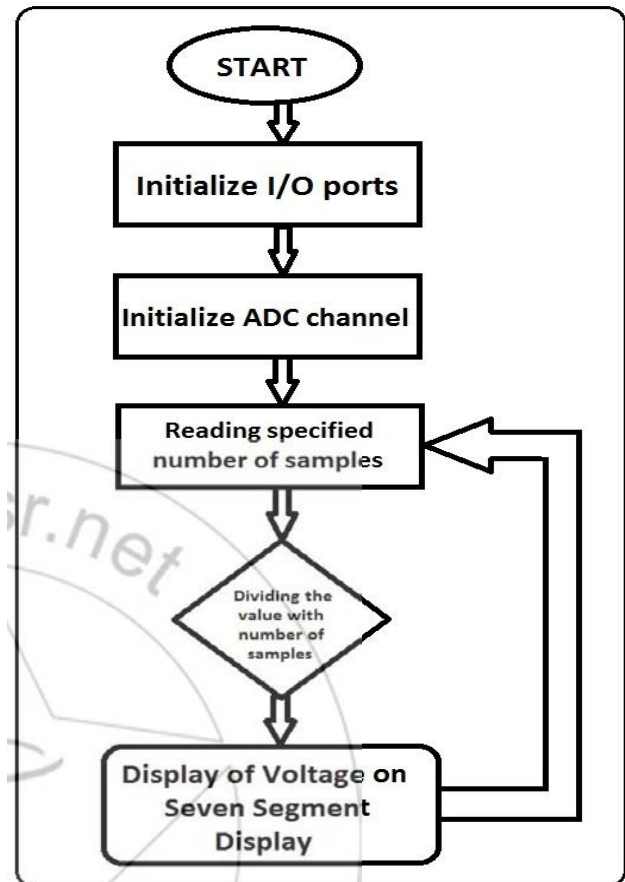 START
Initialize I/O ports
Initialize ADC channel
Reading specified
number of samples
r.net
Dividing the
value with
number of
samples
Display of Voltage on
Seven Segment
Display